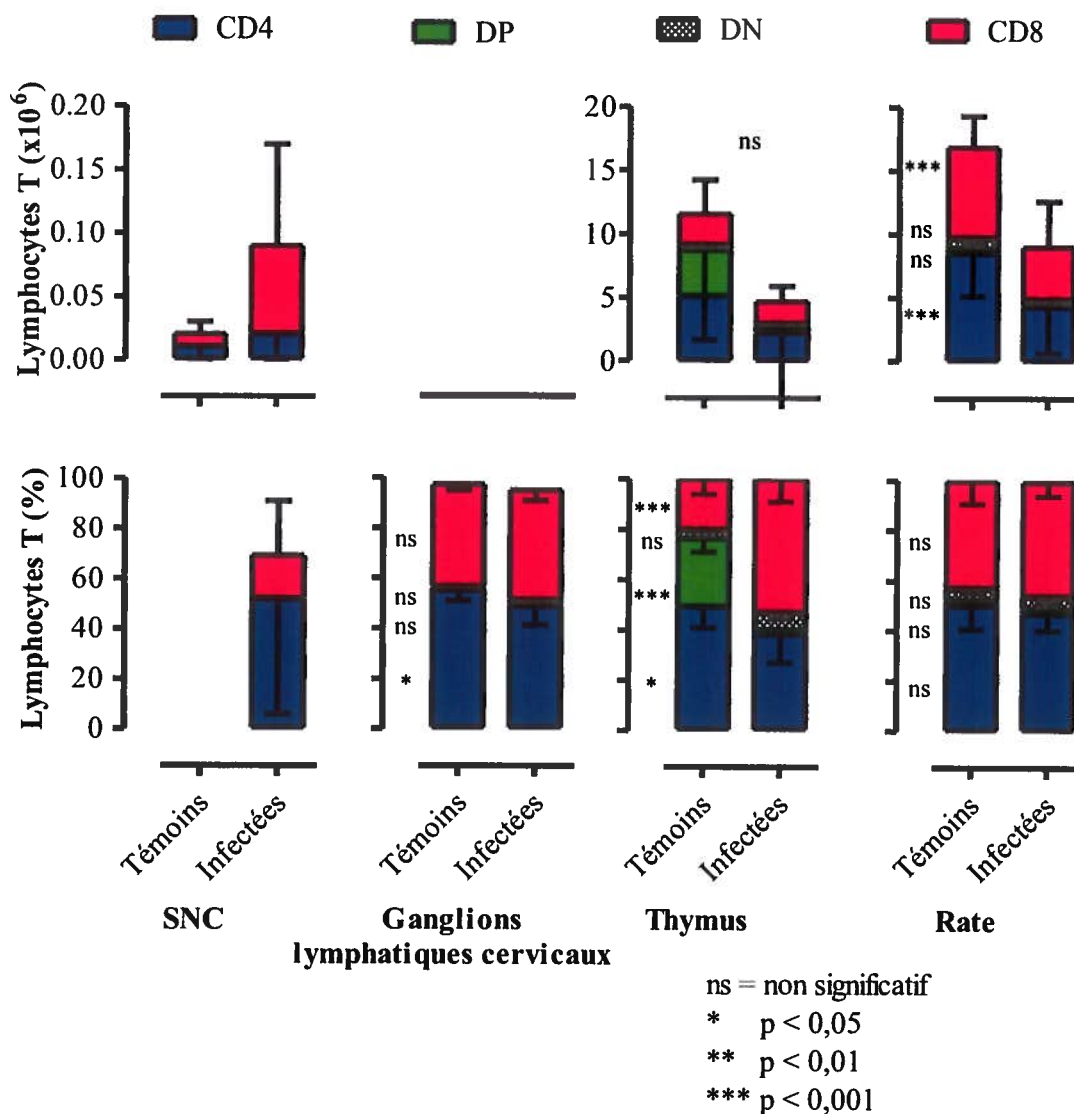 CD4 DP DN CD8
Lymphocytes T (x10⁶)
0.20
0.15
0.10
0.05
0.00
20
15
10
5
0
ns
***
ns
ns
***
Lymphocytes T (%)
100
80
60
40
20
0
ns
ns
ns
*
***
ns
***
*
ns
ns
ns
ns
Témoins Infectées Témoins Infectées Témoins Infectées Témoins Infectées
SNC Ganglions Thymus Rate
lymphatiques cervicaux
ns = non significatif
* p < 0,05
** p < 0,01
*** p < 0,001